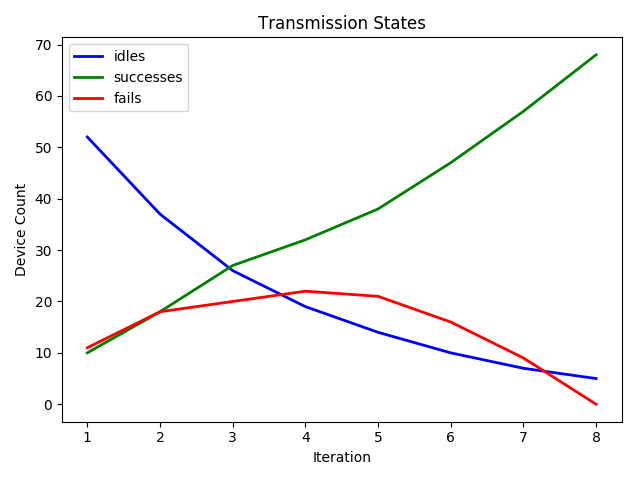 Transmission States
idles
successes
fails
Device Count
70
60
50
40
30
20
10
0
1 2 3 4 5 6 7 8
Iteration